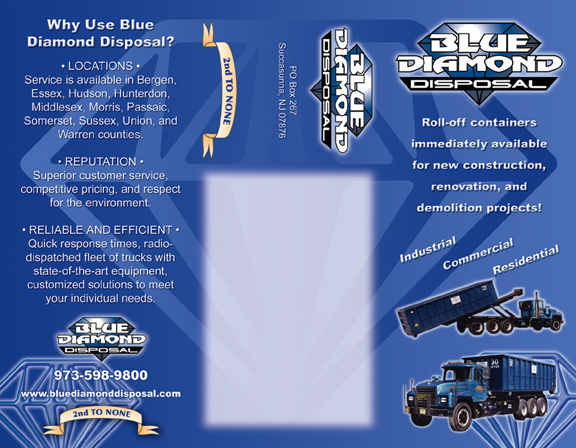 Why Use Blue
Diamond Disposal?
• LOCATIONS •
Service is available in Bergen,
Essex, Hudson, Hunterdon,
Middlesex, Morris, Passaic,
Somerset, Sussex, Union, and
Warren counties.
• REPUTATION •
Superior customer service,
competitive pricing, and respect
for the environment.
• RELIABLE AND EFFICIENT •
Quick response times, radio-
dispatched fleet of trucks with
state-of-the-art equipment,
customized solutions to meet
your individual needs.
BLUE
DIAMOND
DISPOSAL
973-598-9800
www.bluediamonddisposal.com
2nd TO NONE
2nd TO NONE
PO Box 267
Succasunna, NJ 07876
BLUE
DIAMOND
DISPOSAL
BLUE
DIAMOND
DISPOSAL
Roll-off containers
immediately available
for new construction,
renovation, and
demolition projects!
Industrial
Commercial
Residential
30